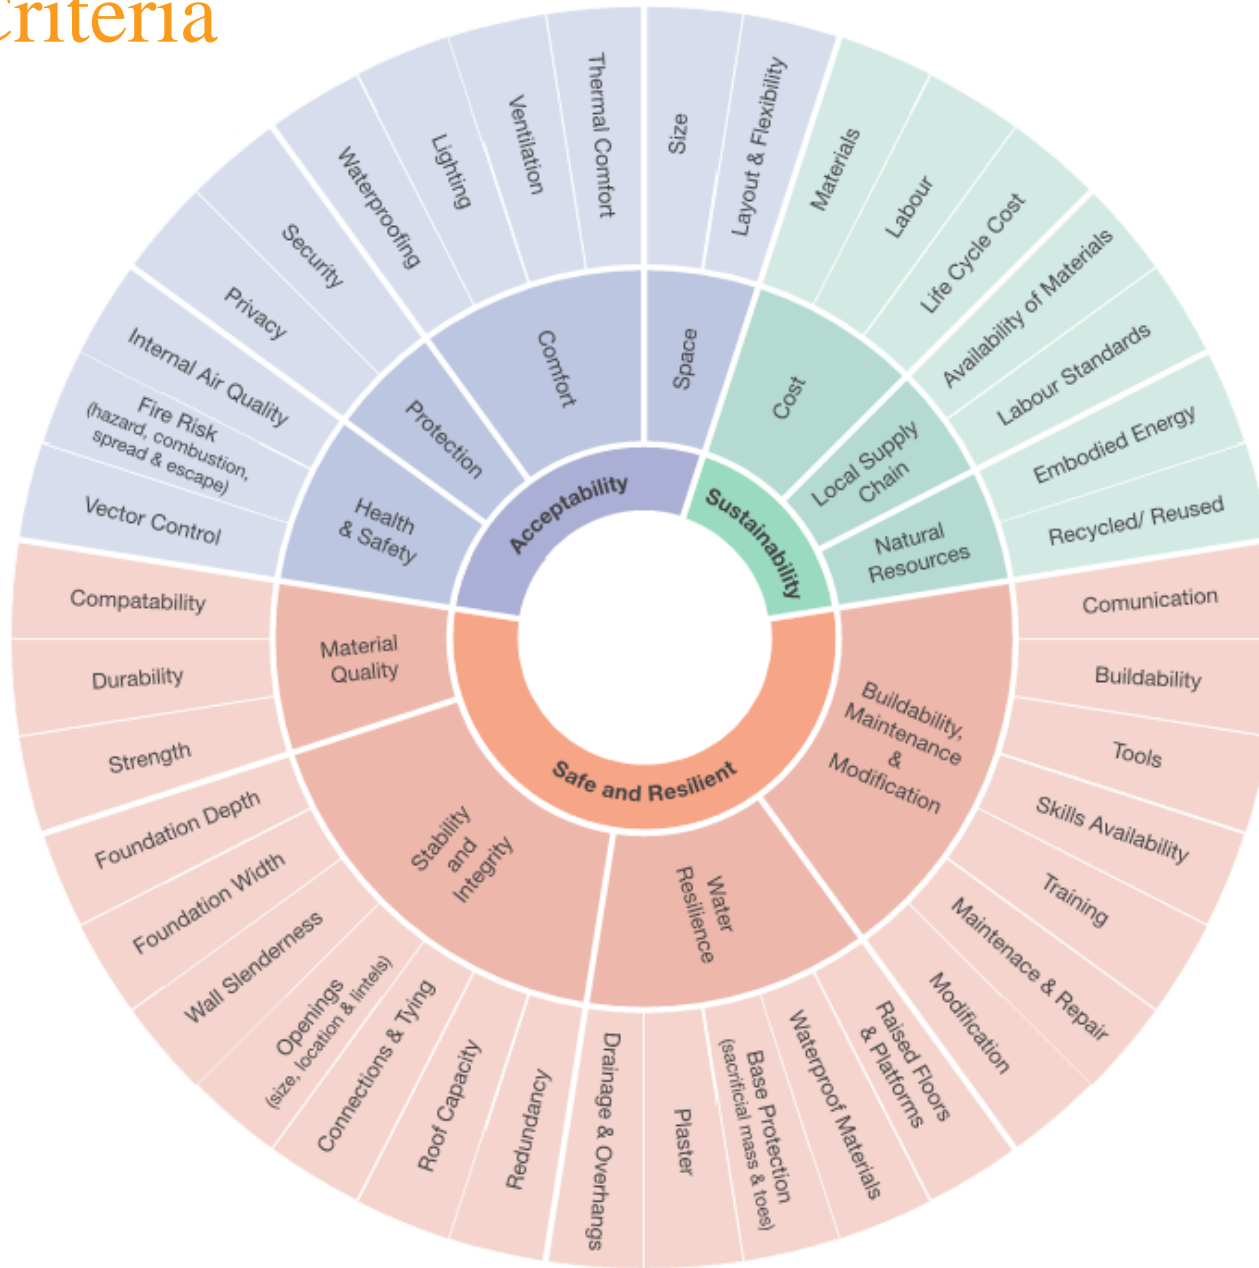 Criteria
Acceptability
Space
Size
Layout & Flexibility
Comfort
Thermal Comfort
Ventilation
Lighting
Waterproofing
Protection
Security
Privacy
Health
& Safety
Internal Air Quality
Fire Risk
(hazard, combustion,
spread & escape)
Vector Control
Sustainability
Cost
Materials
Labour
Life Cycle Cost
Local Supply
Chain
Availability of Materials
Labour Standards
Natural
Resources
Embodied Energy
Recycled/ Reused
Safe and Resilient
Buildability,
Maintenance
&
Modification
Comunication
Buildability
Tools
Skills Availability
Training
Maintenace & Repair
Modification
Water
Resilience
Raised Floors
& Platforms
Waterproof Materials
Base Protection
(sacrificial mass & toes)
Plaster
Drainage & Overhangs
Stability
and
Integrity
Redundancy
Roof Capacity
Connections & Tying
Openings
(size, location & lintels)
Wall Slenderness
Foundation Width
Foundation Depth
Material
Quality
Strength
Durability
Compatability